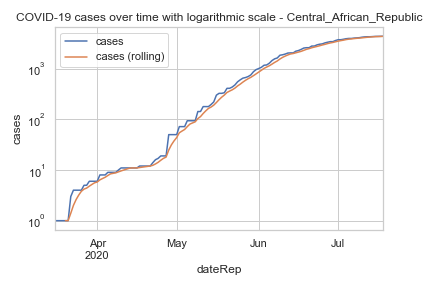 COVID-19 cases over time with logarithmic scale - Central_African_Republic
cases
cases (rolling)
10³
10²
10¹
10⁰
cases
Apr
2020
May
Jun
Jul
dateRep